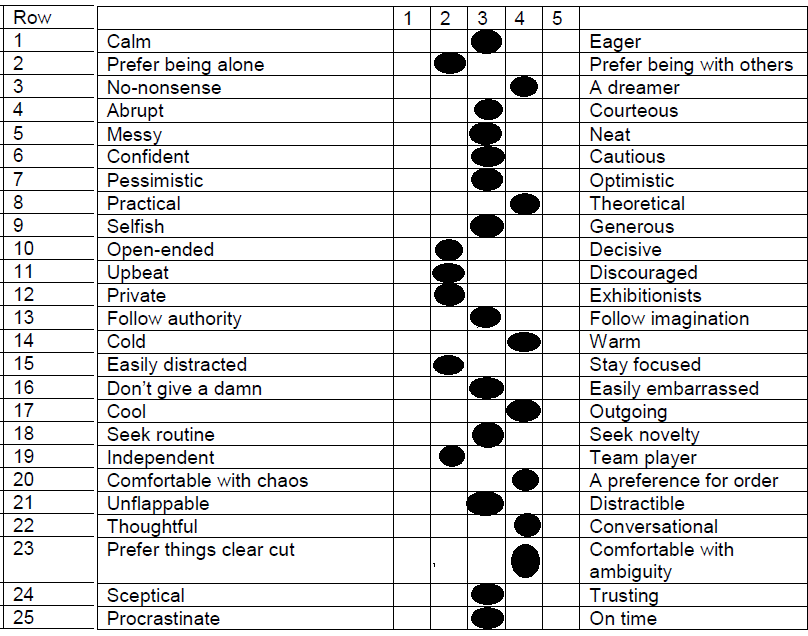 Row 1 2 3 4 5
1 Calm Eager
2 Prefer being alone Prefer being with others
3 No-nonsense A dreamer
4 Abrupt Courteous
5 Messy Neat
6 Confident Cautious
7 Pessimistic Optimistic
8 Practical Theoretical
9 Selfish Generous
10 Open-ended Decisive
11 Upbeat Discouraged
12 Private Exhibitionists
13 Follow authority Follow imagination
14 Cold Warm
15 Easily distracted Stay focused
16 Don't give a damn Easily embarrassed
17 Cool Outgoing
18 Seek routine Seek novelty
19 Independent Team player
20 Comfortable with chaos A preference for order
21 Unflappable Distractible
22 Thoughtful Conversational
23 Prefer things clear cut Comfortable with
ambiguity
24 Sceptical Trusting
25 Procrastinate On time